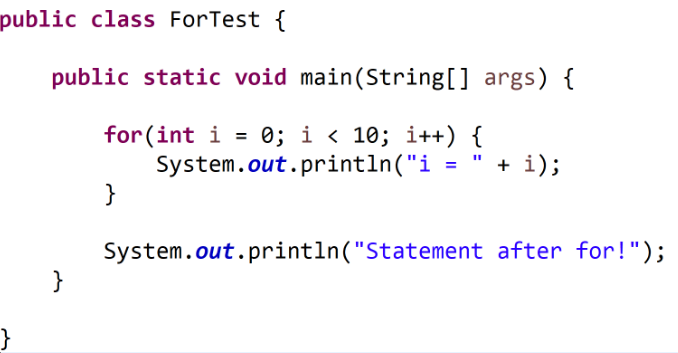 public class ForTest {
public static void main(String[] args) {
for(int i = 0; i < 10; i++) {
System.out.println("i = " + i);
}
System.out.println("Statement after for!");
}
}